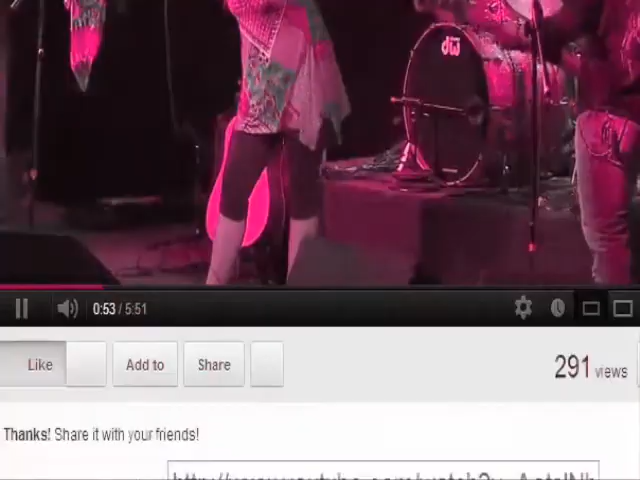 dw
0:53 / 5:51
Like
Add to
Share
291 views
Thanks! Share it with your friends!